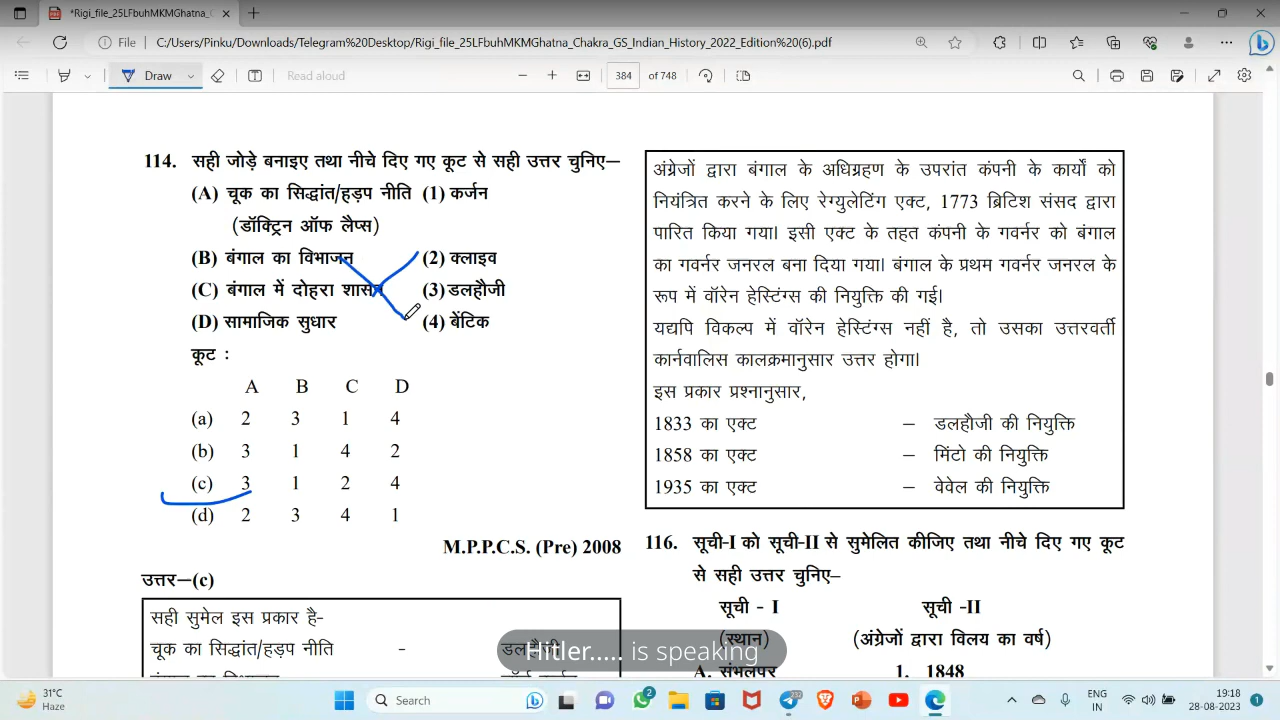 *Rigi_file_25LFbuhMKMGhatna_C
File
C:/Users/Pinku/Downloads/Telegram%20Desktop/Rigi_file_25LFbuhMKMGhatna_Chakra_GS_Indian_History_2022_Edition%20(6).pdf
Draw
Read aloud
384 of 748
114. सही जोड़े बनाइए तथा नीचे दिए गए कूट से सही उत्तर चुनिए–
(A) चूक का सिद्धांत/हड़प नीति (1) कर्जन
(डॉक्ट्रिन ऑफ लैप्स)
(B) बंगाल का विभाजन (2) क्लाइव
(C) बंगाल में दोहरा शासन (3) डलहौजी
(D) सामाजिक सुधार (4) बेंटिक
कूट :
A B C D
(a) 2 3 1 4
(b) 3 1 4 2
(c) 3 1 2 4
(d) 2 3 4 1
M.P.P.C.S. (Pre) 2008
उत्तर–(c)
सही सुमेल इस प्रकार है-
चूक का सिद्धांत/हड़प नीति - डलहौजी
अंग्रेजों द्वारा बंगाल के अधिग्रहण के उपरांत कंपनी के कार्यों को
नियंत्रित करने के लिए रेग्युलेटिंग एक्ट, 1773 ब्रिटिश संसद द्वारा
पारित किया गया। इसी एक्ट के तहत कंपनी के गवर्नर को बंगाल
का गवर्नर जनरल बना दिया गया। बंगाल के प्रथम गवर्नर जनरल के
रूप में वॉरेन हेस्टिंग्स की नियुक्ति की गई।
यद्यपि विकल्प में वॉरेन हेस्टिंग्स नहीं है, तो उसका उत्तरवर्ती
कार्नवालिस कालक्रमानुसार उत्तर होगा।
इस प्रकार प्रश्नानुसार,
1833 का एक्ट – डलहौजी की नियुक्ति
1858 का एक्ट – मिंटो की नियुक्ति
1935 का एक्ट – वेवेल की नियुक्ति
116. सूची-I को सूची-II से सुमेलित कीजिए तथा नीचे दिए गए कूट
से सही उत्तर चुनिए–
सूची - I सूची -II
(स्थान) (अंग्रेजों द्वारा विलय का वर्ष)
A. संभलपुर 1. 1848
Hitler..... is speaking
31°C
Haze
Search
2
232
ENG
IN
19:18
28-08-2023
1